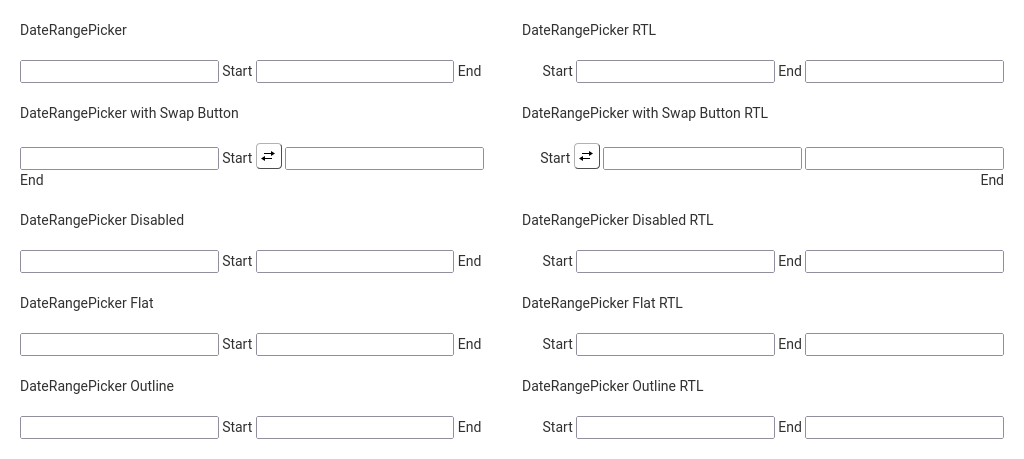 DateRangePicker
Start End
DateRangePicker RTL
Start End
DateRangePicker with Swap Button
Start
End
DateRangePicker with Swap Button RTL
Start
End
DateRangePicker Disabled
Start End
DateRangePicker Disabled RTL
Start End
DateRangePicker Flat
Start End
DateRangePicker Flat RTL
Start End
DateRangePicker Outline
Start End
DateRangePicker Outline RTL
Start End